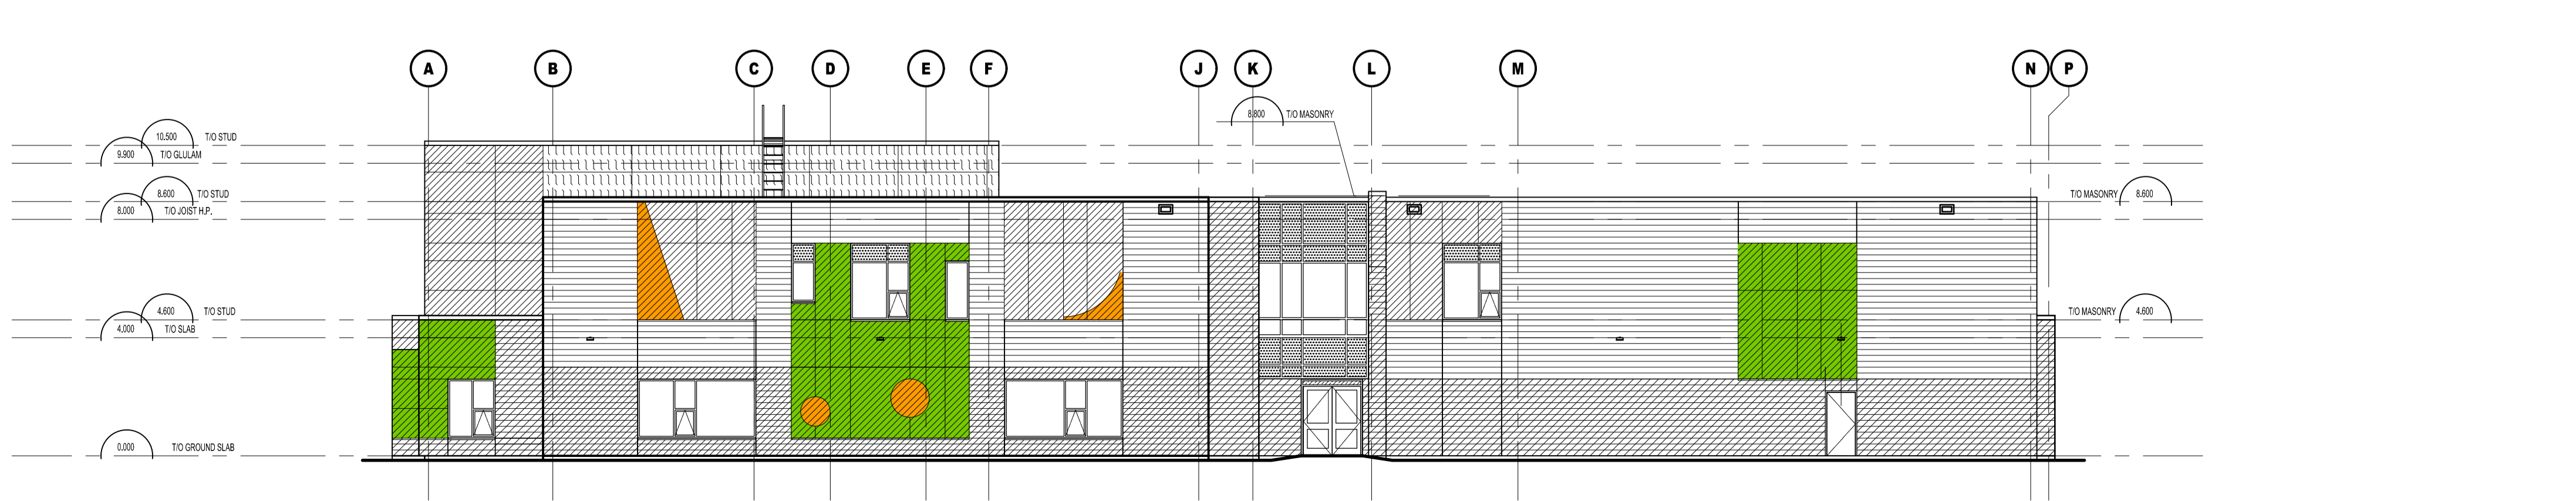 A B C D E F J K L M N P
8.800 T/O MASONRY
10.500 T/O STUD
9.900 T/O GLULAM
8.600 T/O STUD
T/O MASONRY 8.600
8.000 T/O JOIST H.P.
4.600 T/O STUD
T/O MASONRY 4.600
4.000 T/O SLAB
0.000 T/O GROUND SLAB